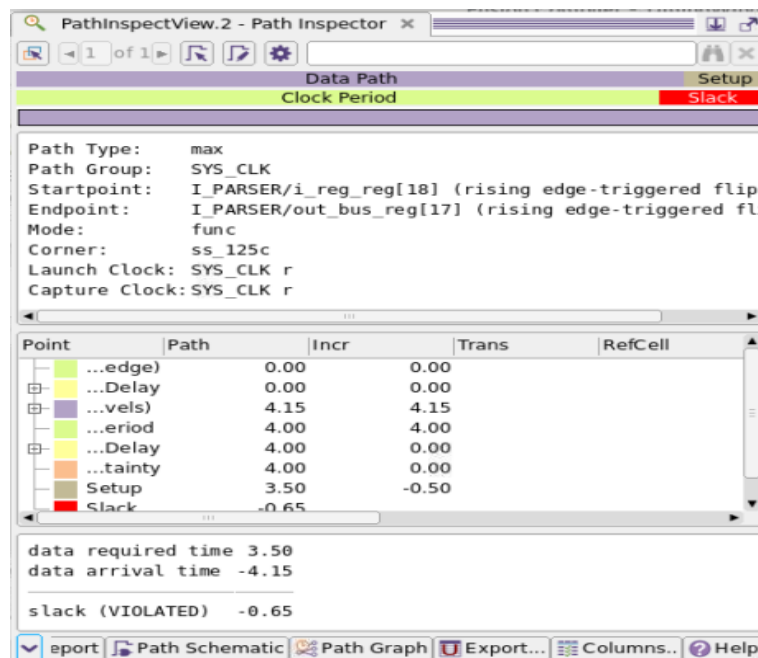 PathInspectView.2 - Path Inspector
1 of 1
Data Path Setup
Clock Period Slack
Path Type: max
Path Group: SYS_CLK
Startpoint: I_PARSER/i_reg_reg[18] (rising edge-triggered flip
Endpoint: I_PARSER/out_bus_reg[17] (rising edge-triggered fl
Mode: func
Corner: ss_125c
Launch Clock: SYS_CLK r
Capture Clock: SYS_CLK r
Point Path Incr Trans RefCell
...edge) 0.00 0.00
...Delay 0.00 0.00
...vels) 4.15 4.15
...eriod 4.00 4.00
...Delay 4.00 0.00
...tainty 4.00 0.00
Setup 3.50 -0.50
Slack -0.65
data required time 3.50
data arrival time -4.15
slack (VIOLATED) -0.65
eport Path Schematic Path Graph Export... Columns.. Help